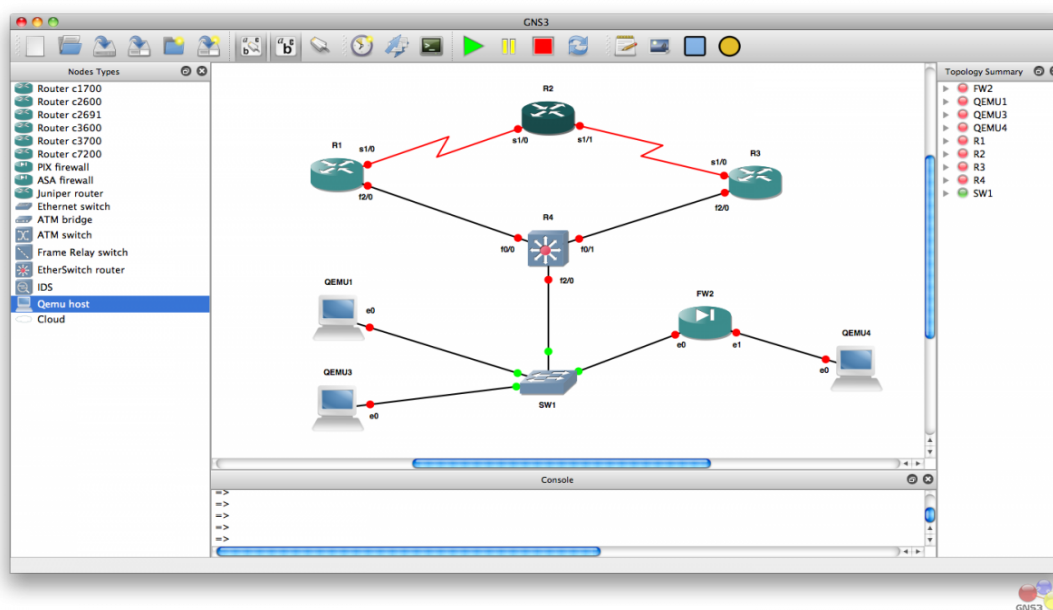 GNS3
Nodes Types
Topology Summary
Router c1700
Router c2600
Router c2691
Router c3600
Router c3700
Router c7200
PIX firewall
ASA firewall
Juniper router
Ethernet switch
ATM bridge
ATM switch
Frame Relay switch
EtherSwitch router
IDS
Qemu host
Cloud
R2
s1/0
s1/1
R1
s1/0
f2/0
R3
s1/0
f2/0
R4
f0/0
f0/1
f2/0
QEMU1
e0
FW2
e0
e1
QEMU4
e0
QEMU3
e0
SW1
FW2
QEMU1
QEMU3
QEMU4
R1
R2
R3
R4
SW1
Console
=>
=>
=>
=>
=>
GNS3